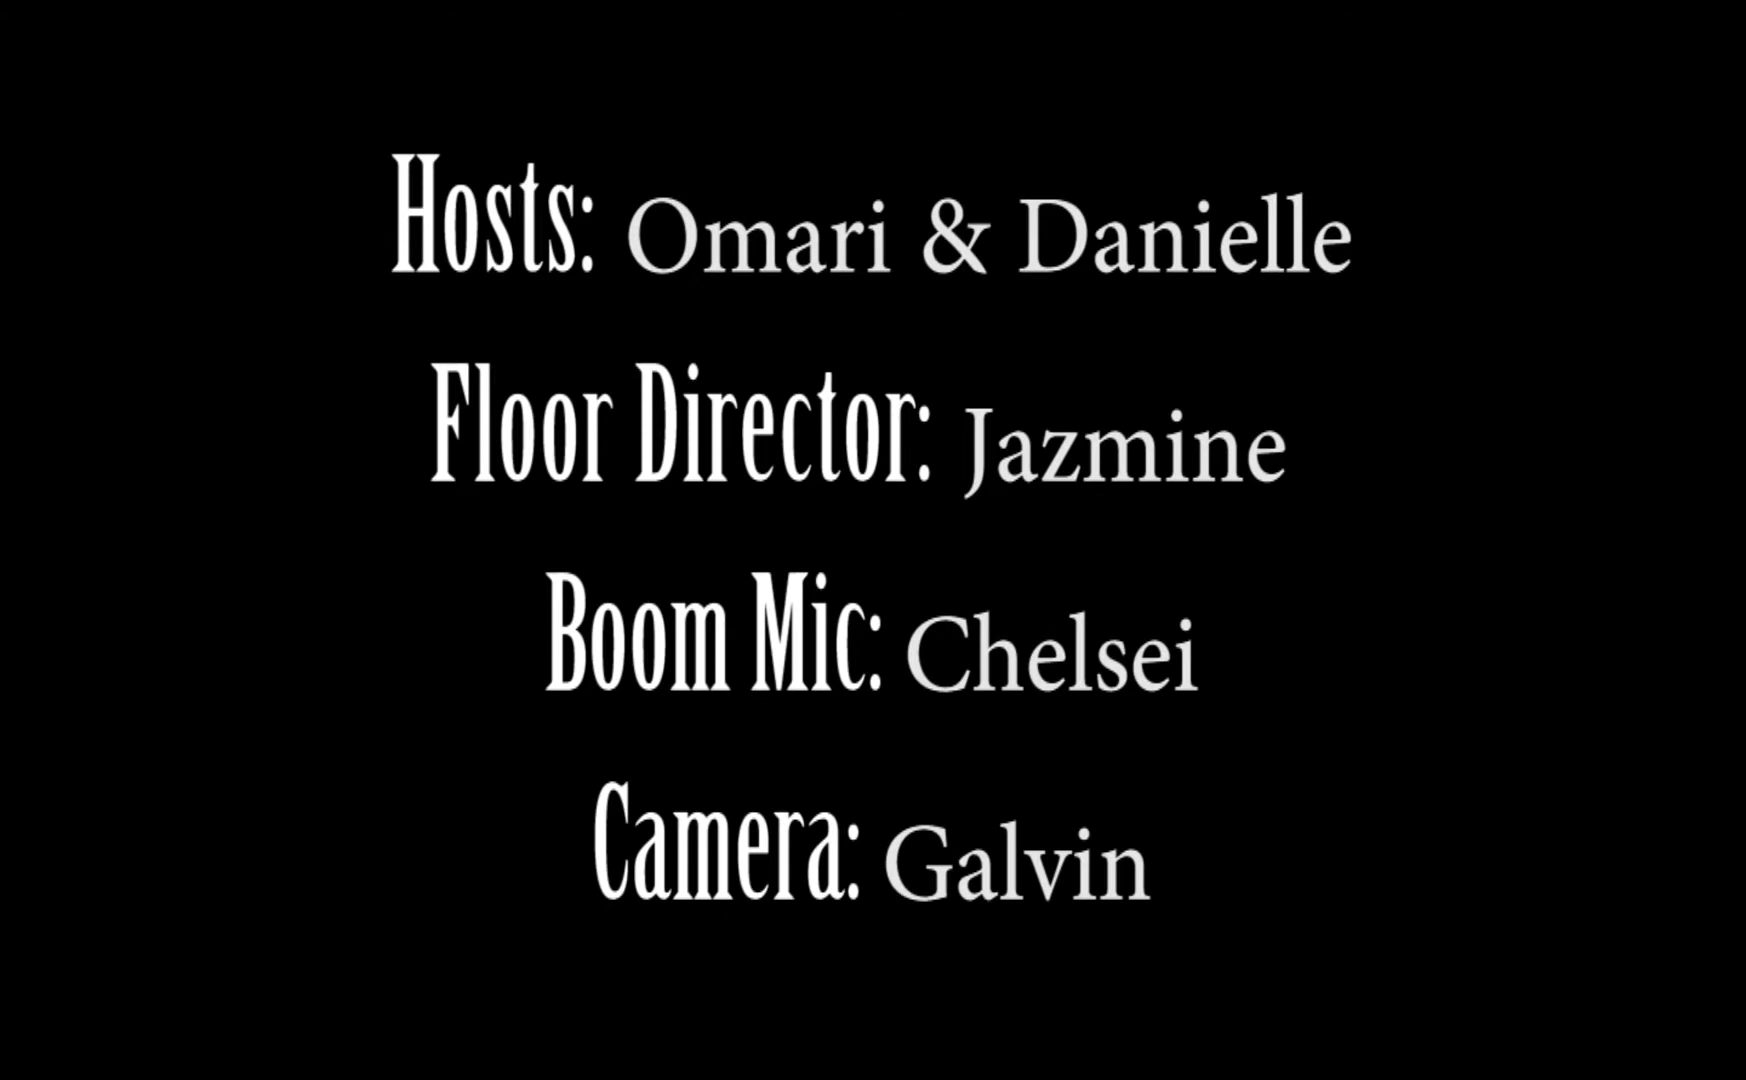 Hosts: Omari & Danielle
Floor Director: Jazmine
Boom Mic: Chelsei
Camera: Galvin